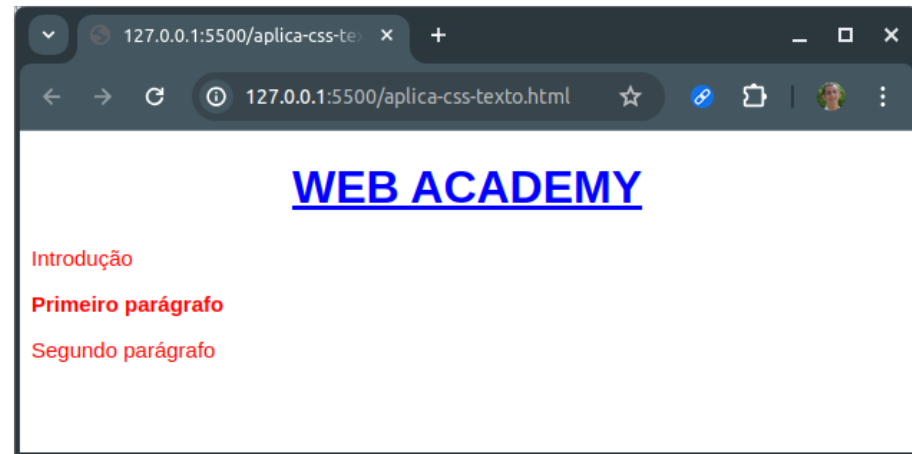 127.0.0.1:5500/aplica-css-te
127.0.0.1:5500/aplica-css-texto.html
WEB ACADEMY
Introdução
Primeiro parágrafo
Segundo parágrafo